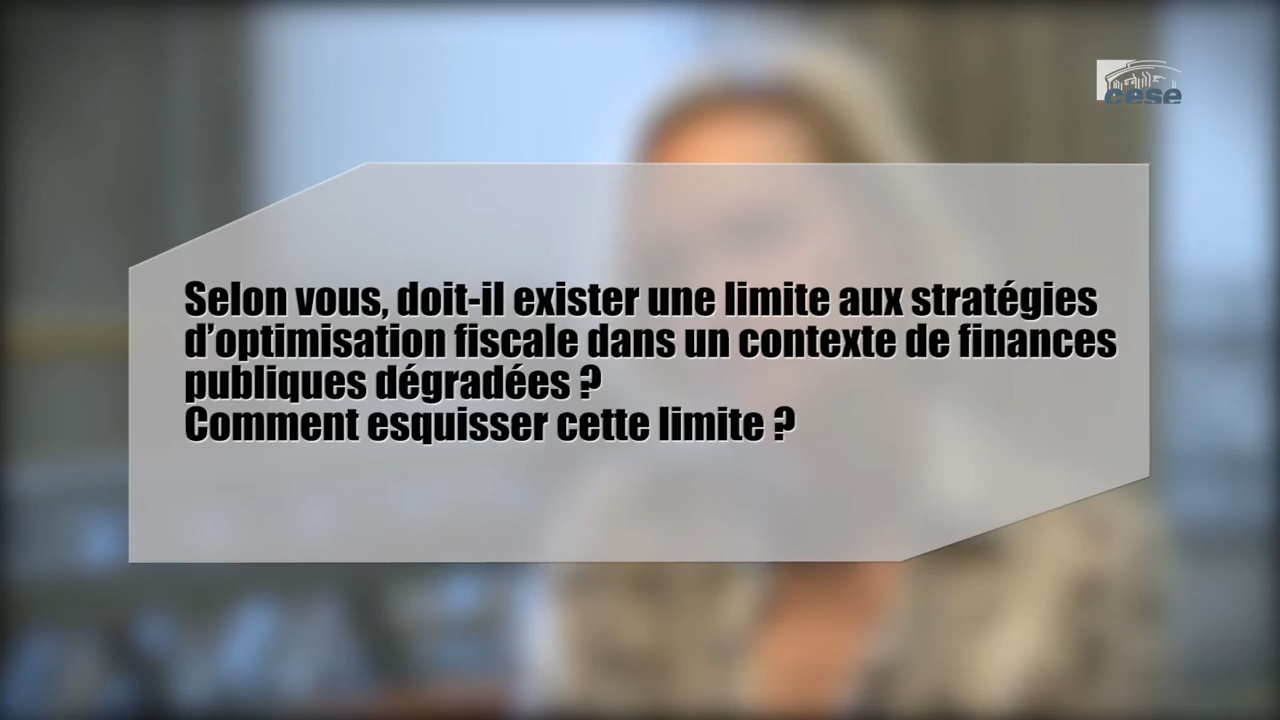 cese
Selon vous, doit-il exister une limite aux stratégies
d’optimisation fiscale dans un contexte de finances
publiques dégradées ?
Comment esquisser cette limite ?